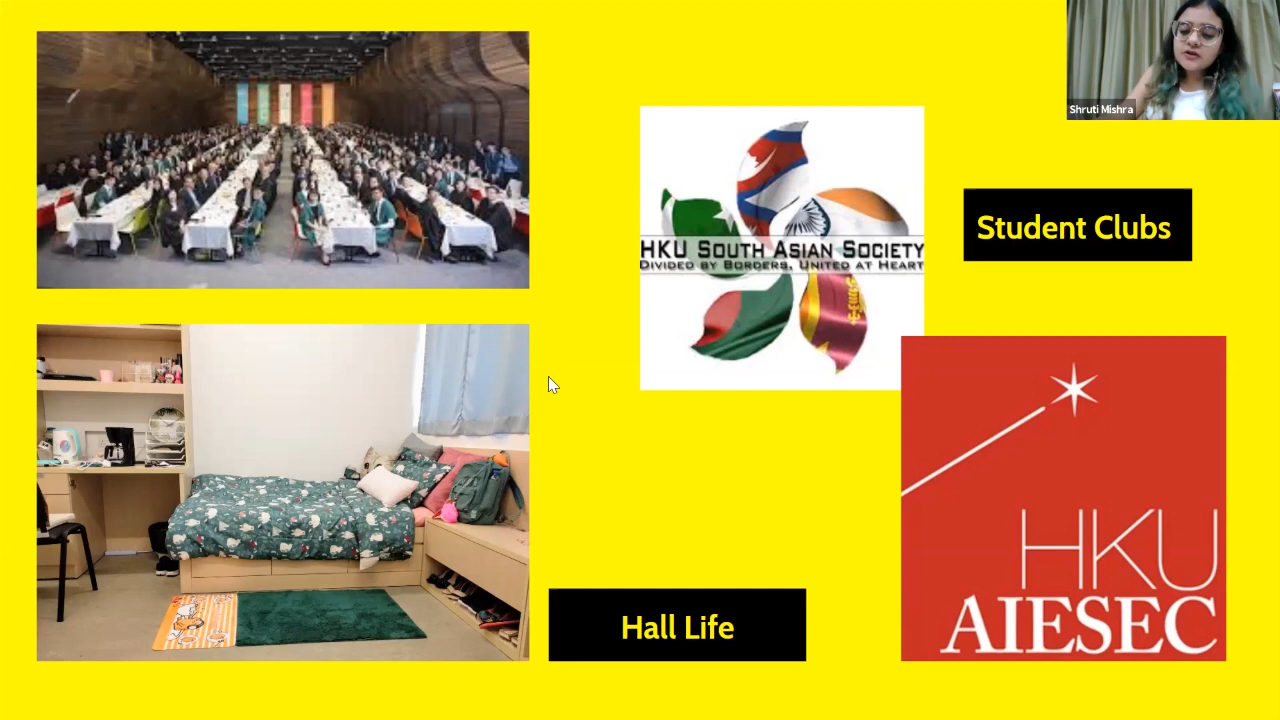 Shruti Mishra
HKU SOUTH ASIAN SOCIETY
DIVIDED BY BORDERS, UNITED AT HEART
Student Clubs
HKU
AIESEC
Hall Life